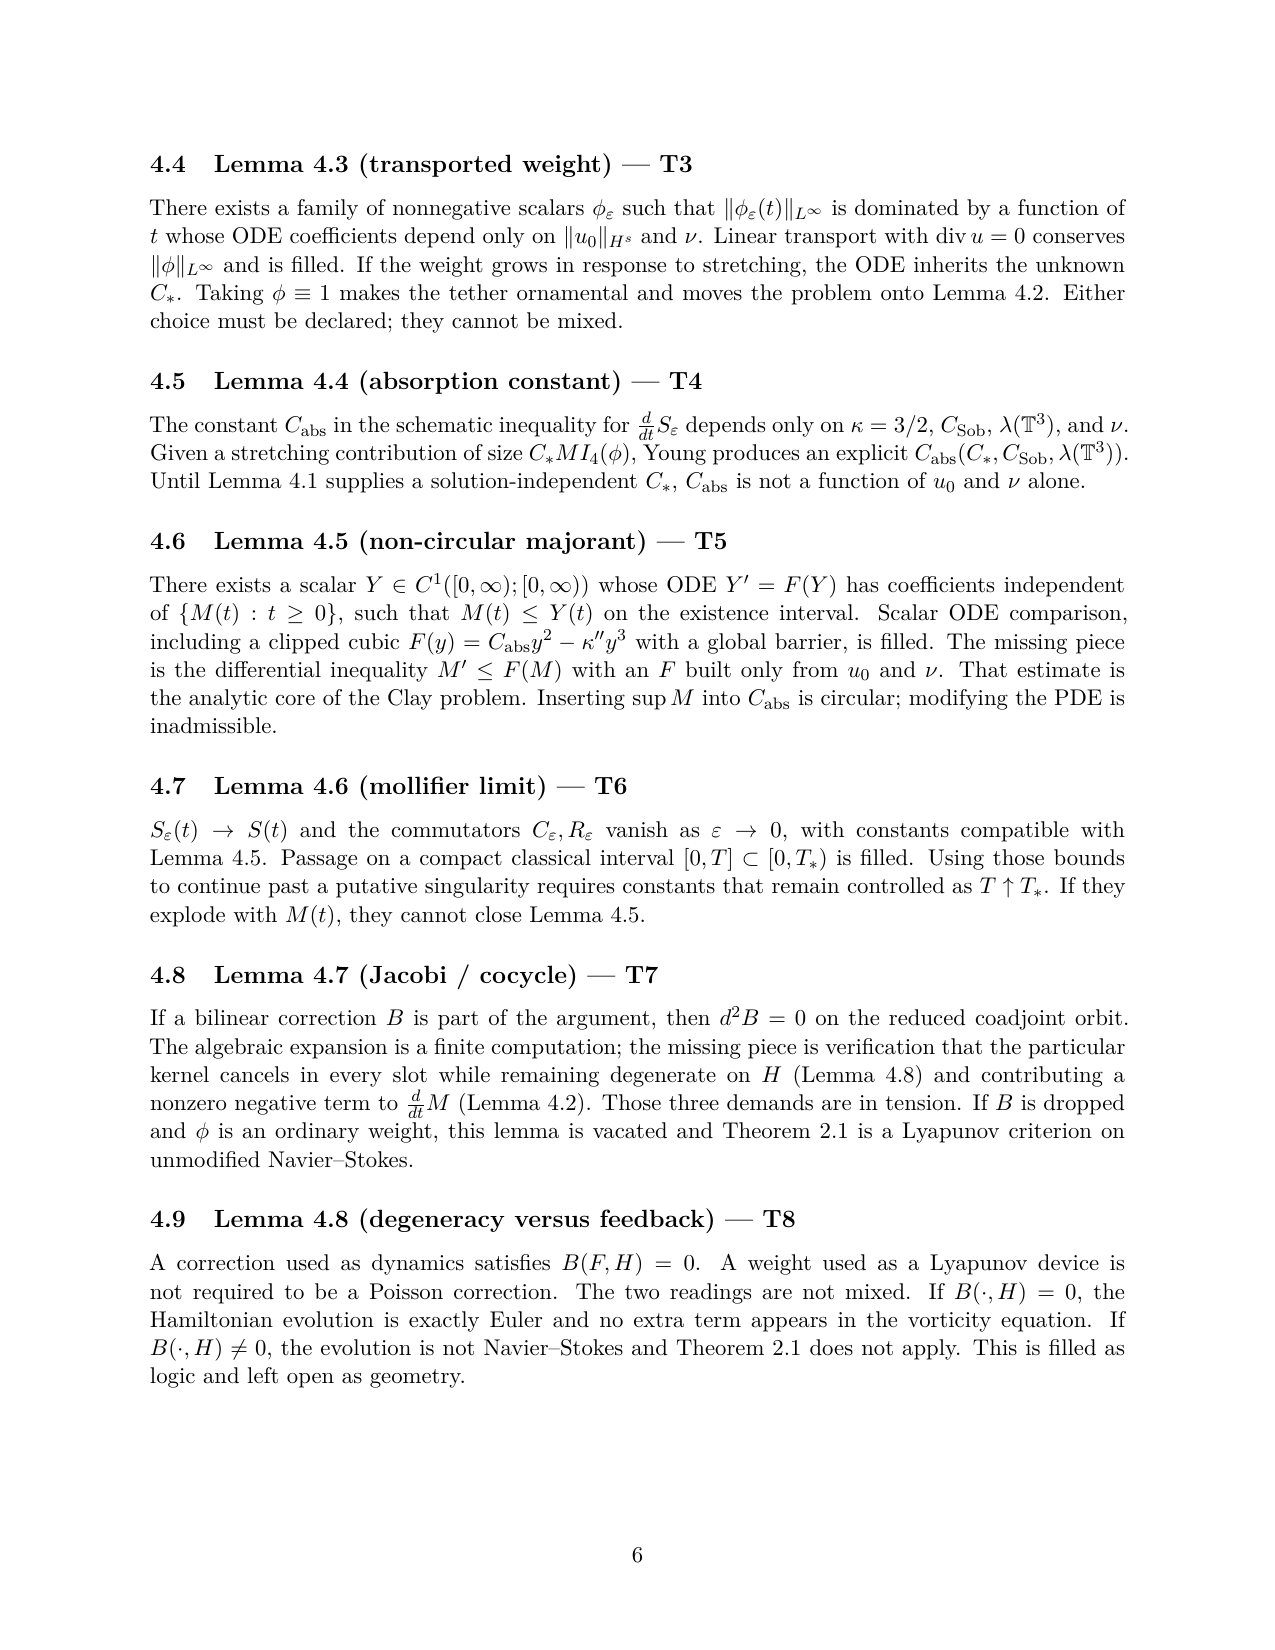 4.4 Lemma 4.3 (transported weight) — T3
There exists a family of nonnegative scalars ϕ_ε such that ‖ϕ_ε(t)‖_{L^∞} is dominated by a function of
t whose ODE coefficients depend only on ‖u_0‖_{H^s} and ν. Linear transport with div u = 0 conserves
‖ϕ‖_{L^∞} and is filled. If the weight grows in response to stretching, the ODE inherits the unknown
C_*. Taking ϕ ≡ 1 makes the tether ornamental and moves the problem onto Lemma 4.2. Either
choice must be declared; they cannot be mixed.
4.5 Lemma 4.4 (absorption constant) — T4
The constant C_abs in the schematic inequality for d/dt S_ε depends only on κ = 3/2, C_Sob, λ(𝕋³), and ν.
Given a stretching contribution of size C_*MI_4(ϕ), Young produces an explicit C_abs(C_*, C_Sob, λ(𝕋³)).
Until Lemma 4.1 supplies a solution-independent C_*, C_abs is not a function of u_0 and ν alone.
4.6 Lemma 4.5 (non-circular majorant) — T5
There exists a scalar Y ∈ C¹([0, ∞); [0, ∞)) whose ODE Y′ = F(Y) has coefficients independent
of {M(t) : t ≥ 0}, such that M(t) ≤ Y(t) on the existence interval. Scalar ODE comparison,
including a clipped cubic F(y) = C_abs y² − κ″y³ with a global barrier, is filled. The missing piece
is the differential inequality M′ ≤ F(M) with an F built only from u_0 and ν. That estimate is
the analytic core of the Clay problem. Inserting sup M into C_abs is circular; modifying the PDE is
inadmissible.
4.7 Lemma 4.6 (mollifier limit) — T6
S_ε(t) → S(t) and the commutators C_ε, R_ε vanish as ε → 0, with constants compatible with
Lemma 4.5. Passage on a compact classical interval [0, T] ⊂ [0, T_*) is filled. Using those bounds
to continue past a putative singularity requires constants that remain controlled as T ↑ T_*. If they
explode with M(t), they cannot close Lemma 4.5.
4.8 Lemma 4.7 (Jacobi / cocycle) — T7
If a bilinear correction B is part of the argument, then d²B = 0 on the reduced coadjoint orbit.
The algebraic expansion is a finite computation; the missing piece is verification that the particular
kernel cancels in every slot while remaining degenerate on H (Lemma 4.8) and contributing a
nonzero negative term to d/dt M (Lemma 4.2). Those three demands are in tension. If B is dropped
and ϕ is an ordinary weight, this lemma is vacated and Theorem 2.1 is a Lyapunov criterion on
unmodified Navier–Stokes.
4.9 Lemma 4.8 (degeneracy versus feedback) — T8
A correction used as dynamics satisfies B(F, H) = 0. A weight used as a Lyapunov device is
not required to be a Poisson correction. The two readings are not mixed. If B(·, H) = 0, the
Hamiltonian evolution is exactly Euler and no extra term appears in the vorticity equation. If
B(·, H) ≠ 0, the evolution is not Navier–Stokes and Theorem 2.1 does not apply. This is filled as
logic and left open as geometry.
6